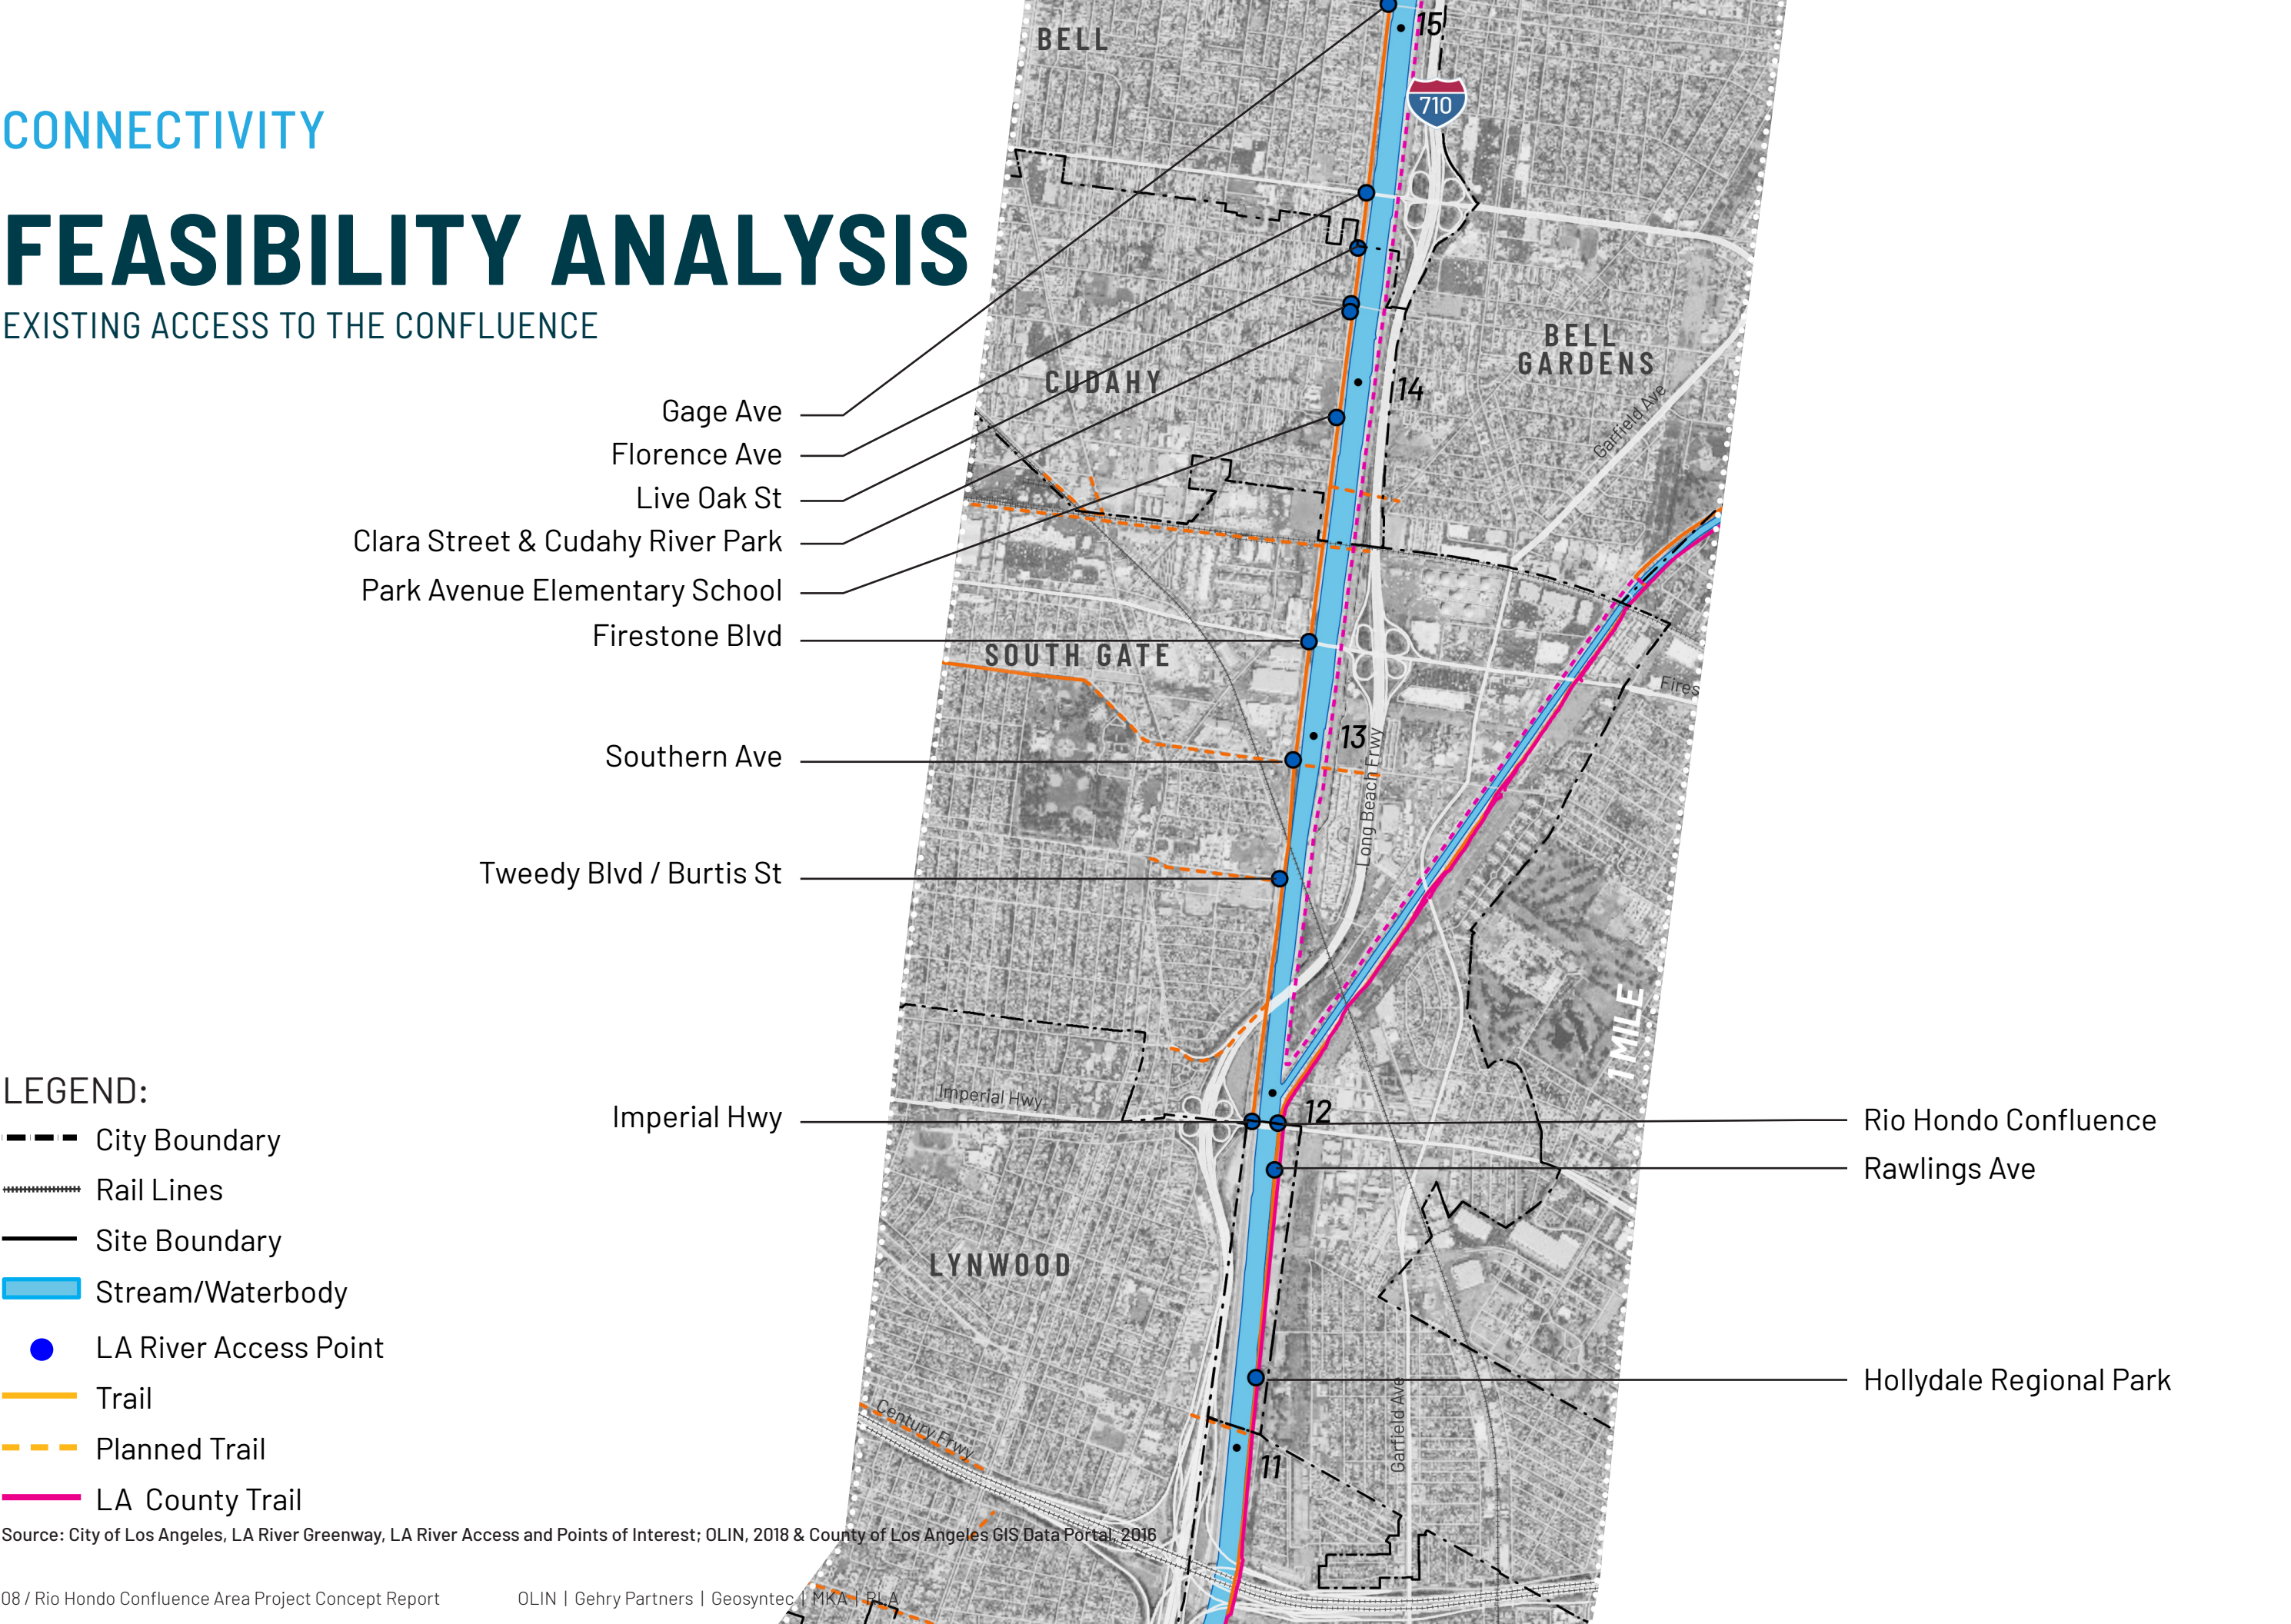 CONNECTIVITY
FEASIBILITY ANALYSIS
EXISTING ACCESS TO THE CONFLUENCE
Gage Ave
Florence Ave
Live Oak St
Clara Street & Cudahy River Park
Park Avenue Elementary School
Firestone Blvd
Southern Ave
Tweedy Blvd / Burtis St
Imperial Hwy
BELL
15
710
CUDAHY
BELL
GARDENS
14
Garfield Ave
SOUTH GATE
Fires
13
Long Beach Frwy
1 MILE
Imperial Hwy
12
LYNWOOD
Century Frwy
Garfield Ave
11
Rio Hondo Confluence
Rawlings Ave
Hollydale Regional Park
LEGEND:
City Boundary
Rail Lines
Site Boundary
Stream/Waterbody
LA River Access Point
Trail
Planned Trail
LA County Trail
Source: City of Los Angeles, LA River Greenway, LA River Access and Points of Interest; OLIN, 2018 & County of Los Angeles GIS Data Portal, 2016
08 / Rio Hondo Confluence Area Project Concept Report
OLIN | Gehry Partners | Geosyntec | MKA | RLA